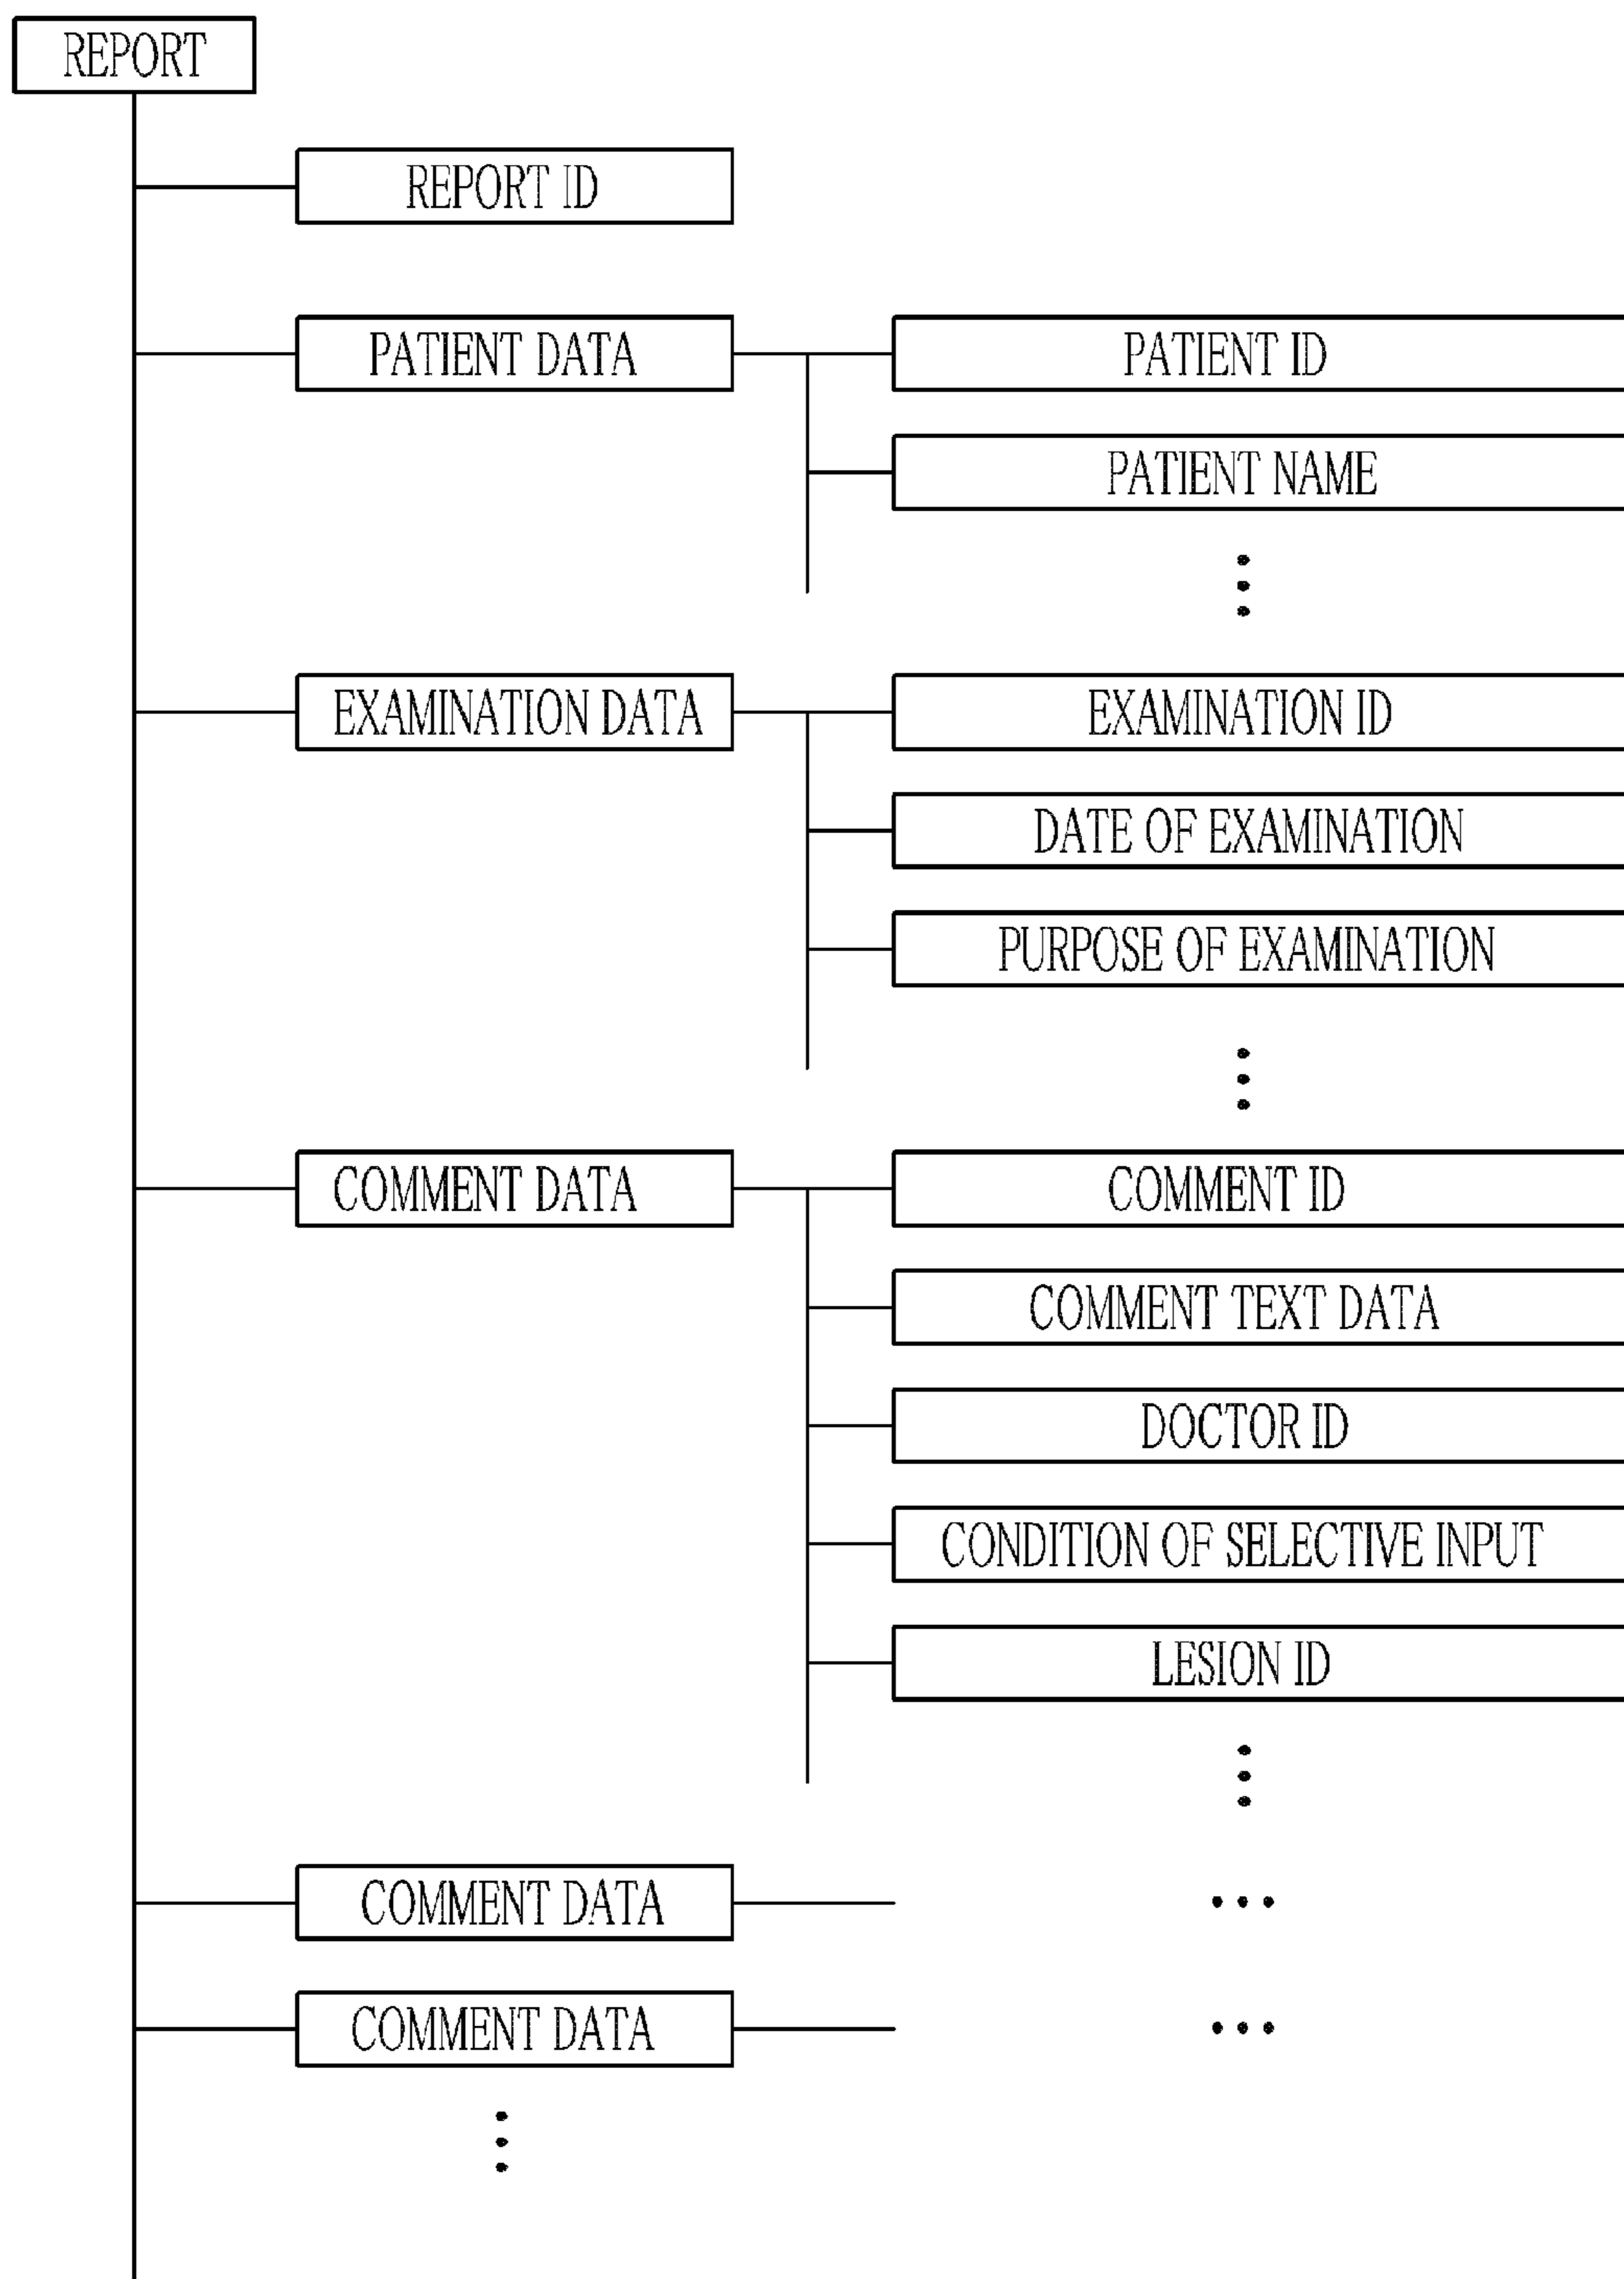 REPORT
REPORT ID
PATIENT DATA
PATIENT ID
PATIENT NAME
EXAMINATION DATA
EXAMINATION ID
DATE OF EXAMINATION
PURPOSE OF EXAMINATION
COMMENT DATA
COMMENT ID
COMMENT TEXT DATA
DOCTOR ID
CONDITION OF SELECTIVE INPUT
LESION ID
COMMENT DATA
COMMENT DATA